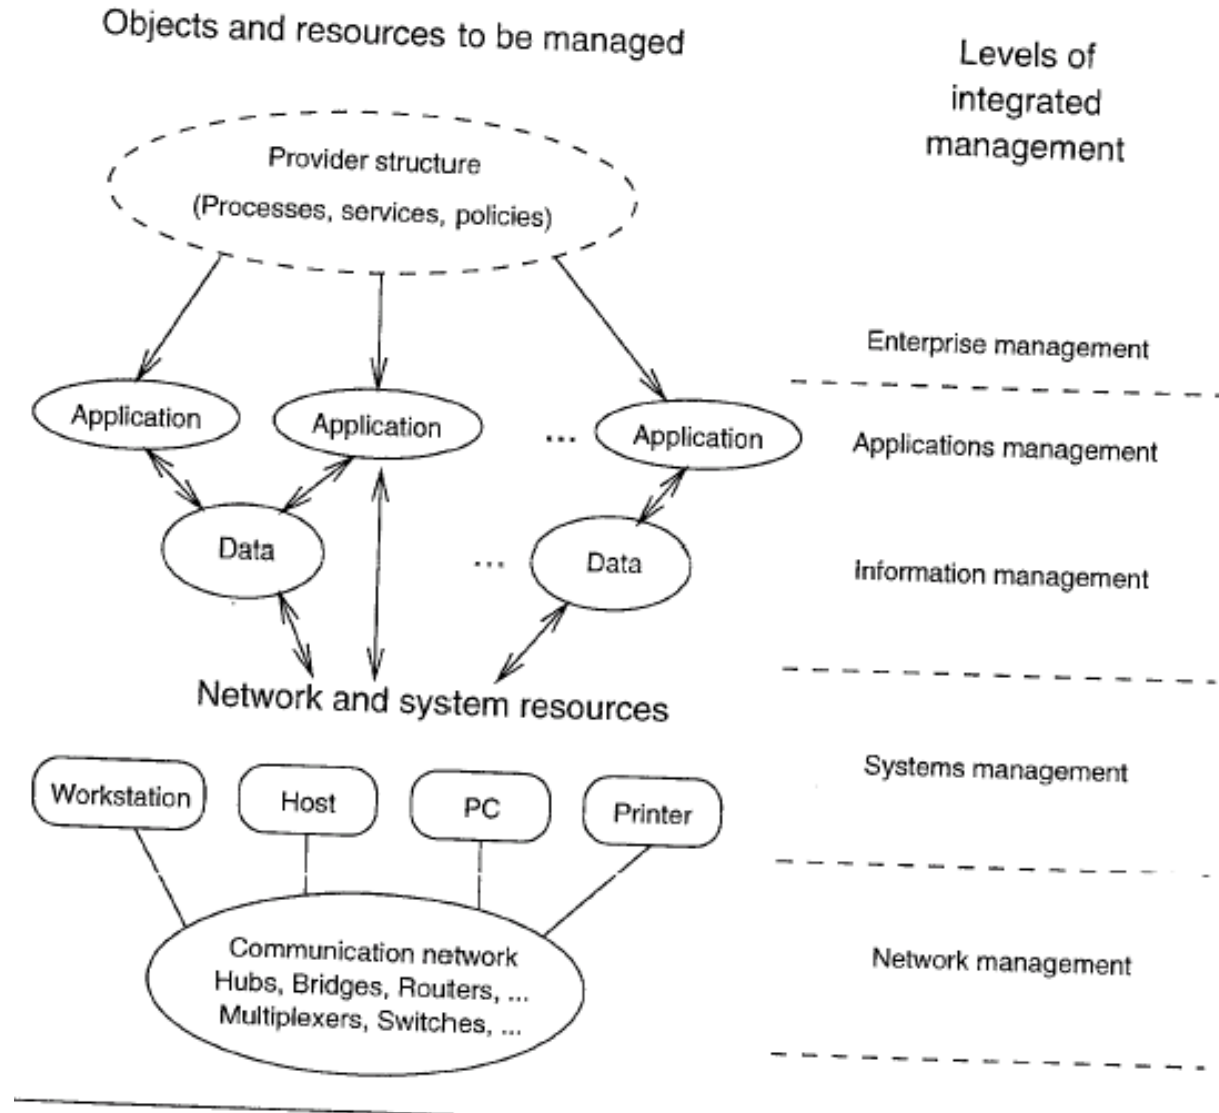 Objects and resources to be managed
Levels of
integrated
management
Provider structure
(Processes, services, policies)
Enterprise management
Application
Application
...
Application
Applications management
Data
...
Data
Information management
Network and system resources
Workstation
Host
PC
Printer
Systems management
Communication network
Hubs, Bridges, Routers, ...
Multiplexers, Switches, ...
Network management